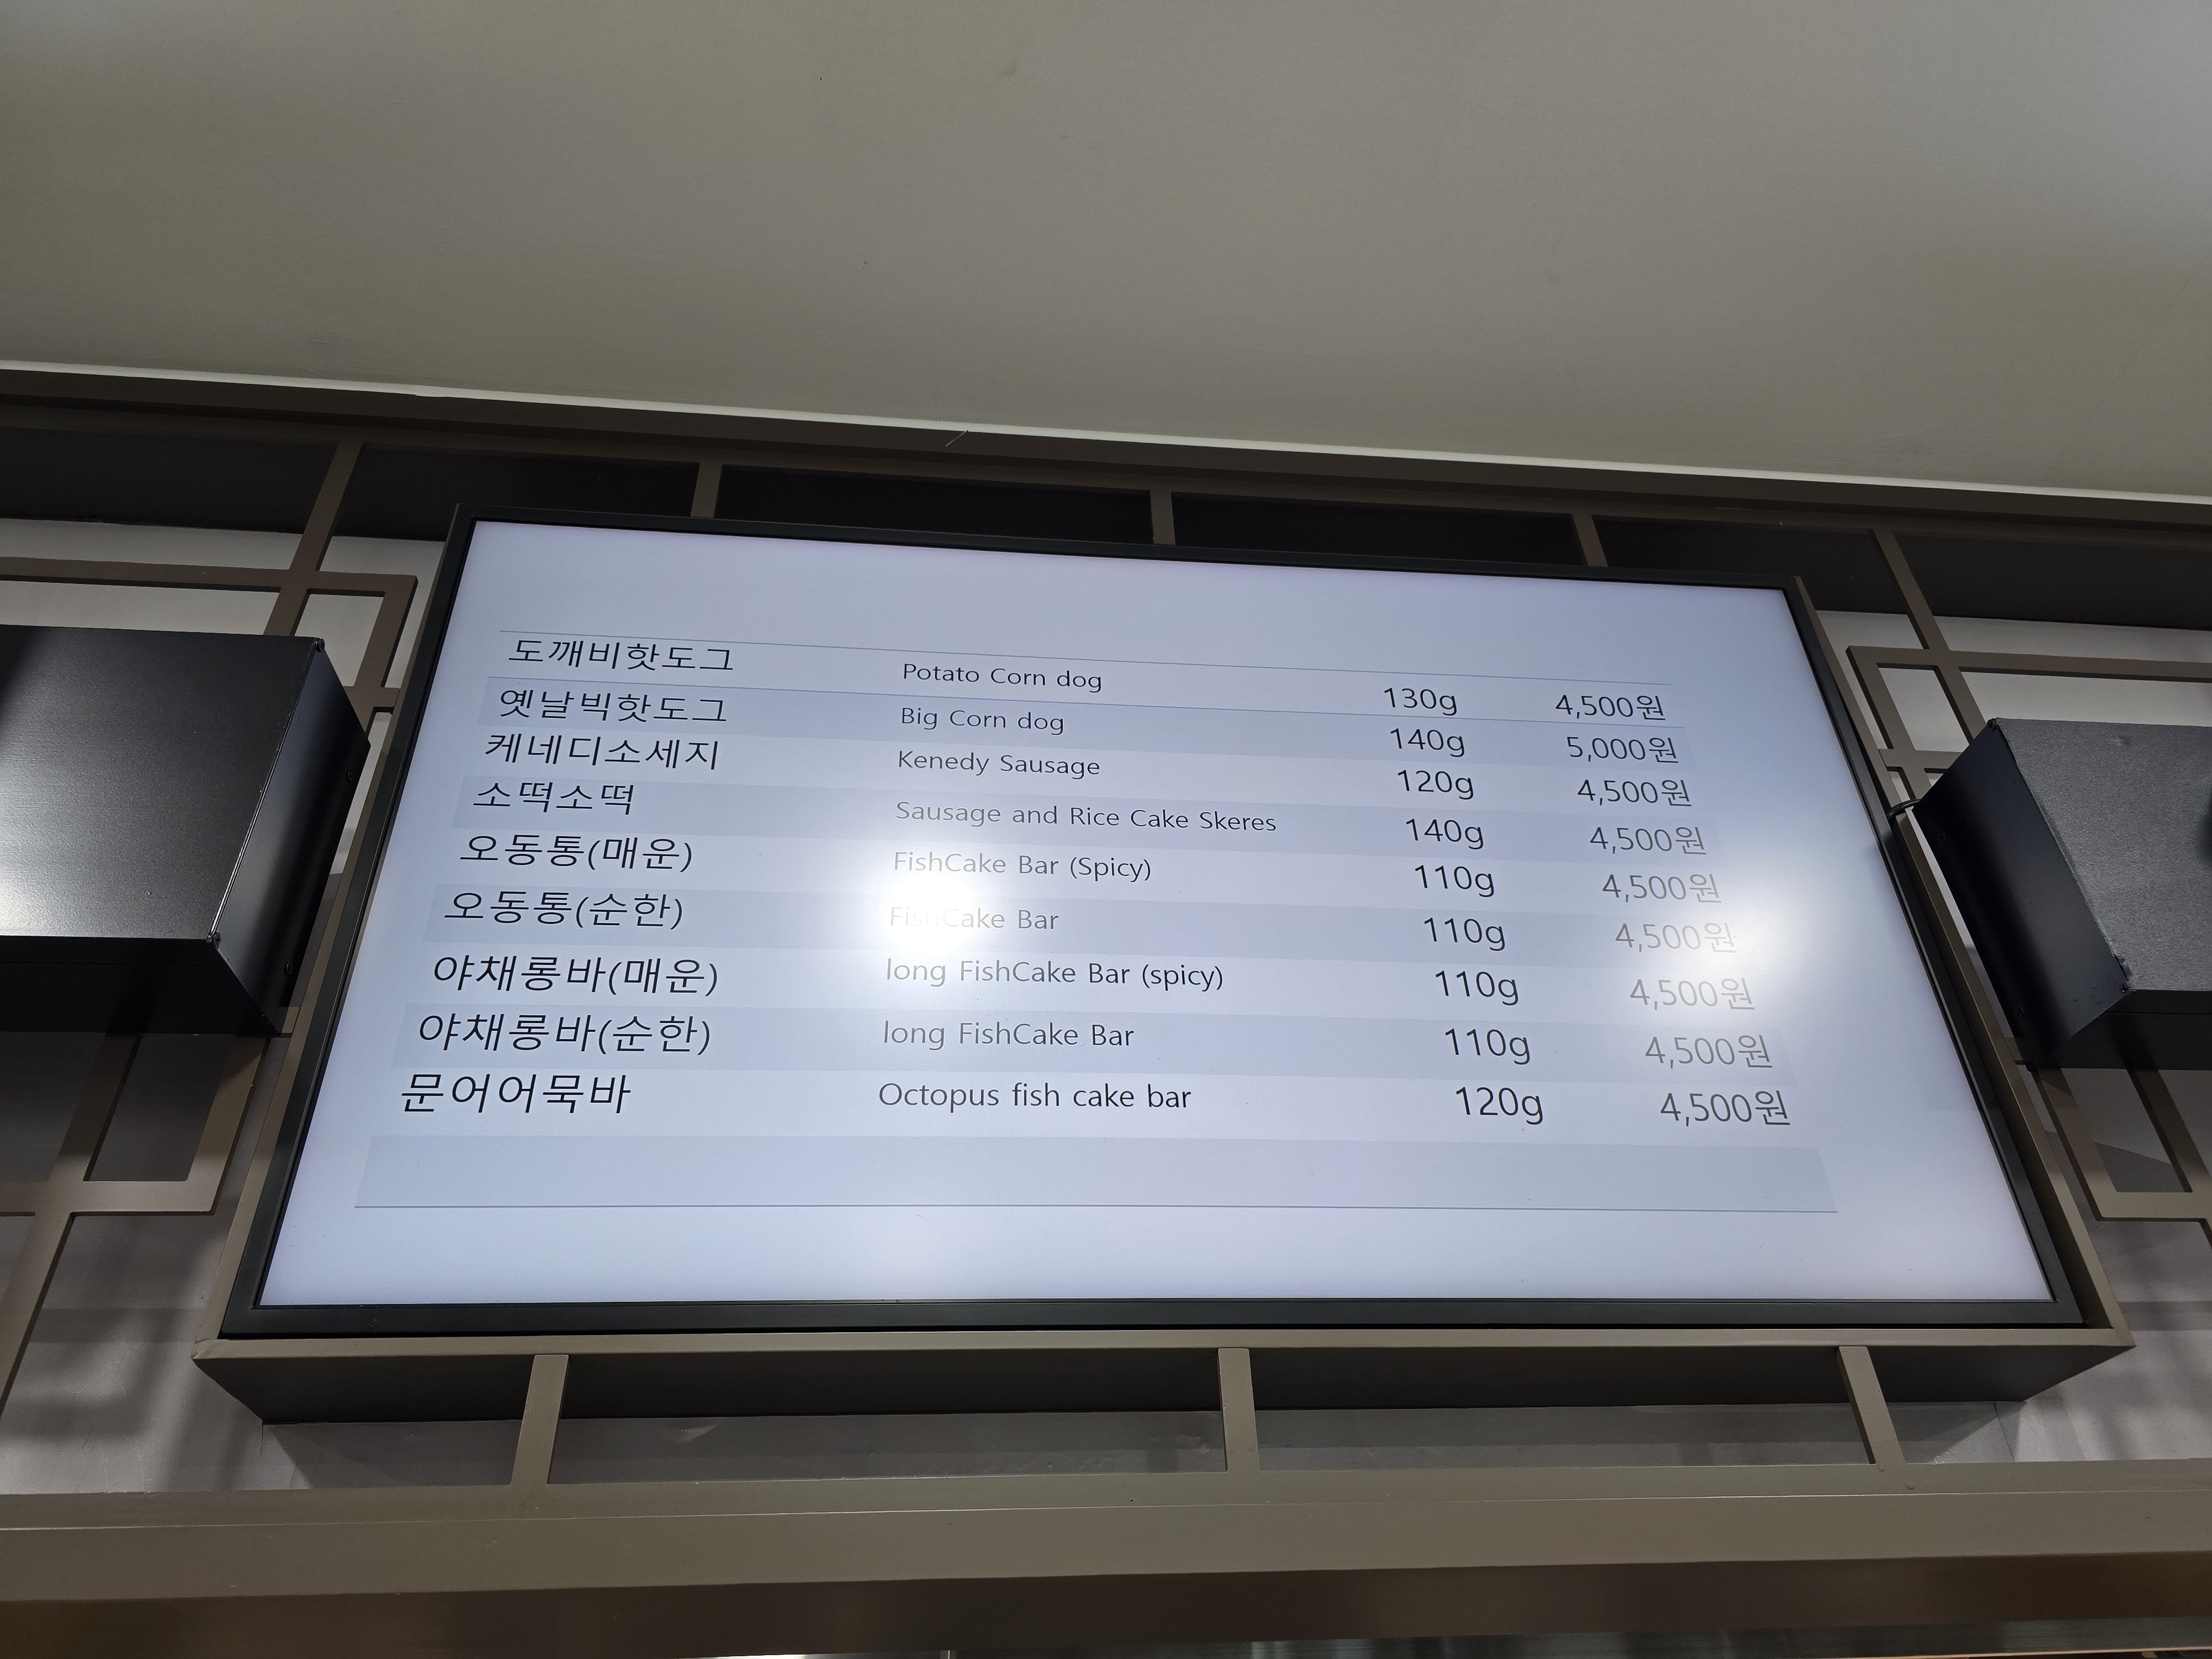 도깨비핫도그 Potato Corn dog 130g 4,500원
옛날빅핫도그 Big Corn dog 140g 5,000원
케네디소세지 Kenedy Sausage 120g 4,500원
소떡소떡 Sausage and Rice Cake Skeres 140g 4,500원
오동통(매운) FishCake Bar (Spicy) 110g 4,500원
오동통(순한) FishCake Bar 110g 4,500원
야채롱바(매운) long FishCake Bar (spicy) 110g 4,500원
야채롱바(순한) long FishCake Bar 110g 4,500원
문어어묵바 Octopus fish cake bar 120g 4,500원